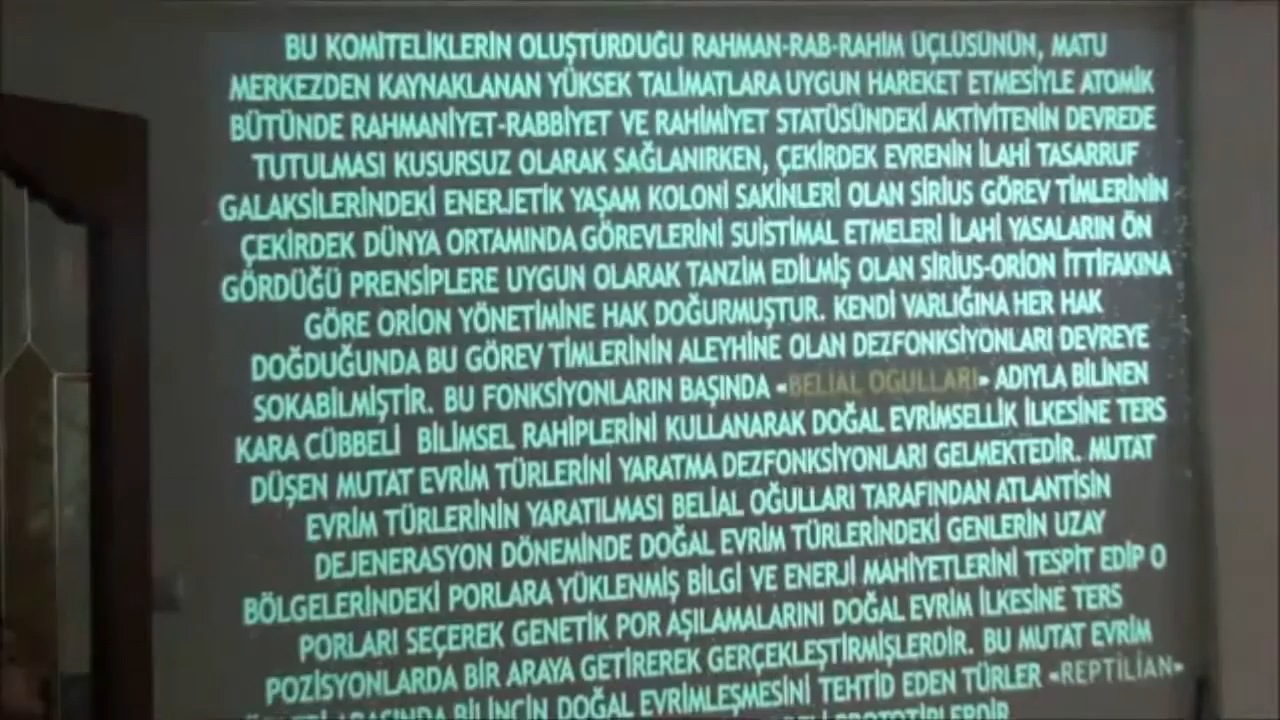 BU KOMİTELİKLERİN OLUŞTURDUĞU RAHMAN-RAB-RAHİM ÜÇLÜSÜNÜN, MATU
MERKEZDEN KAYNAKLANAN YÜKSEK TALİMATLARA UYGUN HAREKET ETMESİYLE ATOMİK
BÜTÜNDE RAHMANİYET-RABBİYET VE RAHİMİYET STATÜSÜNDEKİ AKTİVİTENİN DEVREDE
TUTULMASI KUSURSUZ OLARAK SAĞLANIRKEN, ÇEKİRDEK EVRENİN İLAHİ TASARRUF
GALAKSİLERİNDEKİ ENERJETİK YAŞAM KOLONİ SAKİNLERİ OLAN SİRİUS GÖREV TİMLERİNİN
ÇEKİRDEK DÜNYA ORTAMINDA GÖREVLERİNİ SUİSTİMAL ETMELERİ İLAHİ YASALARIN ÖN
GÖRDÜĞÜ PRENSİPLERE UYGUN OLARAK TANZİM EDİLMİŞ OLAN SİRİUS-ORİON İTTİFAKINA
GÖRE ORİON YÖNETİMİNE HAK DOĞURMUŞTUR. KENDİ VARLIĞINA HER HAK
DOĞDUĞUNDA BU GÖREV TİMLERİNİN ALEYHİNE OLAN DEZFONKSİYONLARI DEVREYE
SOKABİLMİŞTİR. BU FONKSİYONLARIN BAŞINDA «BELİAL OĞULLARI» ADIYLA BİLİNEN
KARA CÜBBELİ BİLİMSEL RAHİPLERİNİ KULLANARAK DOĞAL EVRİMSELLİK İLKESİNE TERS
DÜŞEN MUTAT EVRİM TÜRLERİNİ YARATMA DEZFONKSİYONLARI GELMEKTEDİR. MUTAT
EVRİM TÜRLERİNİN YARATILMASI BELİAL OĞULLARI TARAFINDAN ATLANTİSİN
DEJENERASYON DÖNEMİNDE DOĞAL EVRİM TÜRLERİNDEKİ GENLERİN UZAY
BÖLGELERİNDEKİ PORLARA YÜKLENMİŞ BİLGİ VE ENERJİ MAHİYETLERİNİ TESPİT EDİP O
PORLARI SEÇEREK GENETİK POR AŞILAMALARINI DOĞAL EVRİM İLKESİNE TERS
POZİSYONLARDA BİR ARAYA GETİREREK GERÇEKLEŞTİRMİŞLERDİR. BU MUTAT EVRİM
ARASINDA BİLİNCİN DOĞAL EVRİMLEŞMESİNİ TEHTİD EDEN TÜRLER «REPTİLİAN»